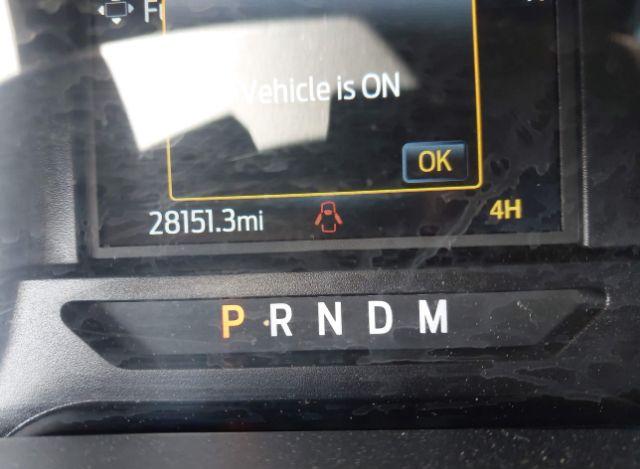 Vehicle is ON
OK
28151.3mi 4H
P R N D M